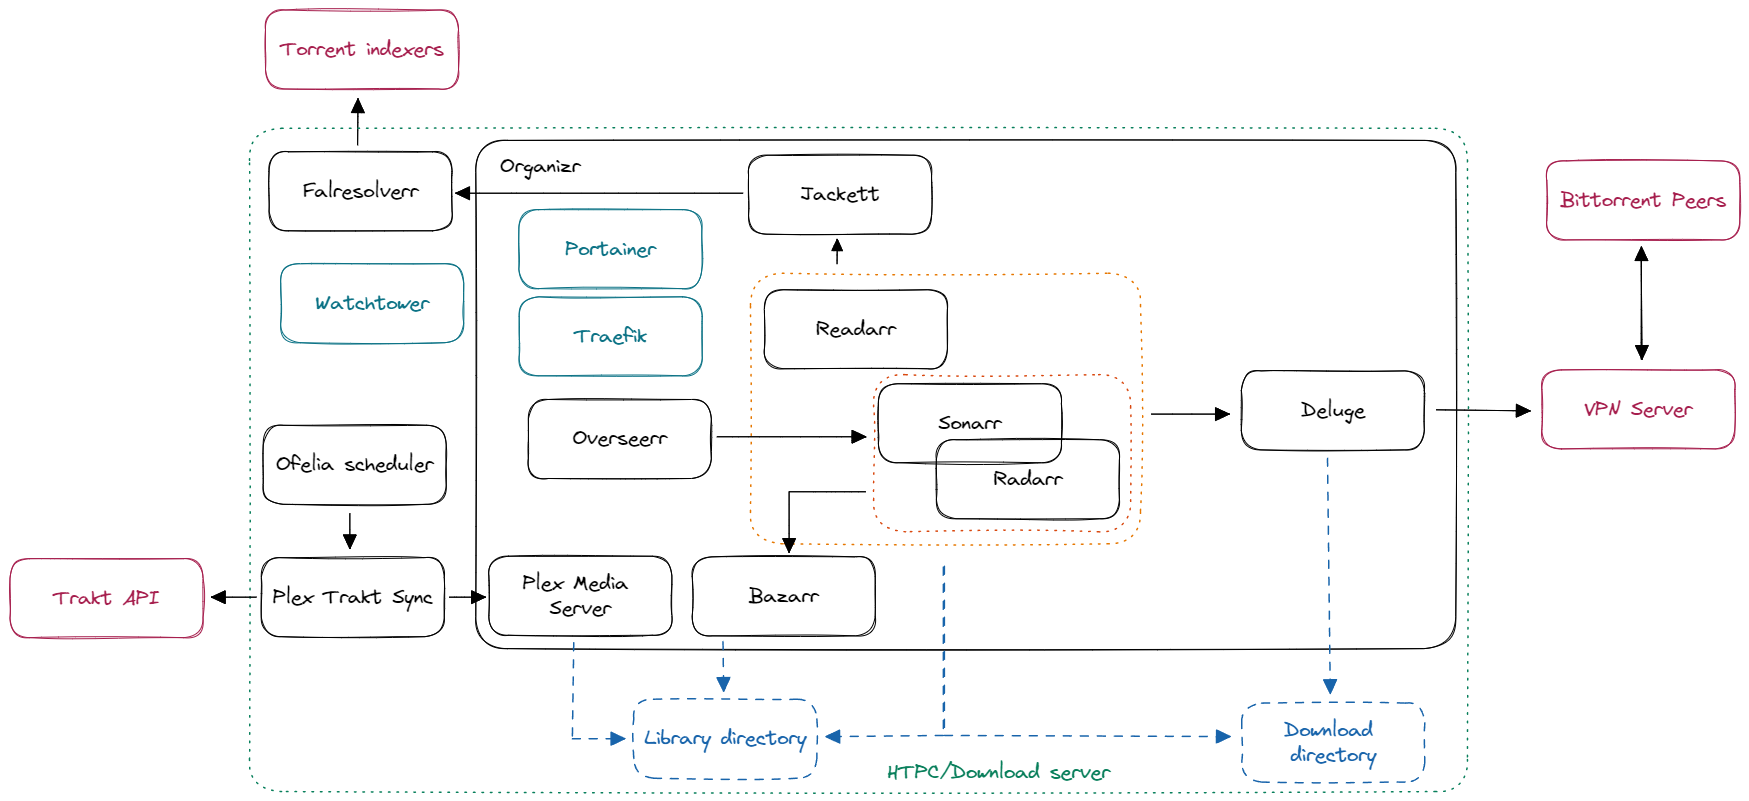 Torrent indexers
Organizr
Falresolverr
Jackett
Bittorrent Peers
Portainer
Watchtower
Readarr
Traefik
Deluge
VPN Server
Sonarr
Overseerr
Ofelia scheduler
Radarr
Plex Media
Server
Trakt API
Plex Trakt Sync
Bazarr
Library directory
Download
directory
HTPC/Download server